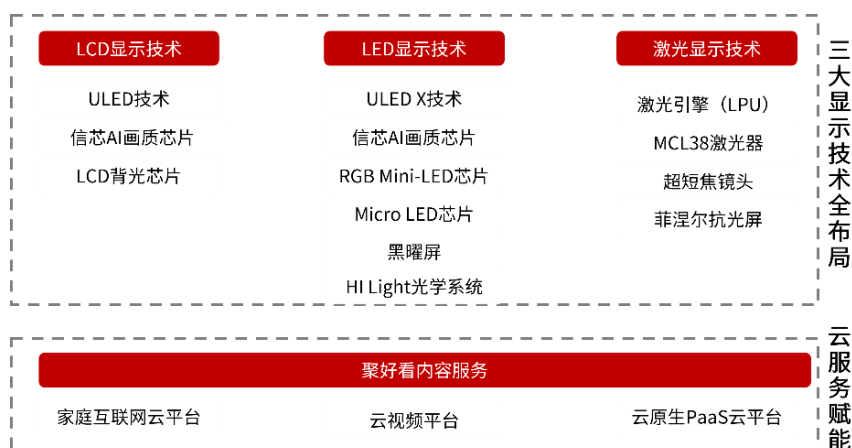 LCD显示技术
ULED技术
信芯AI画质芯片
LCD背光芯片
LED显示技术
ULED X技术
信芯AI画质芯片
RGB Mini-LED芯片
Micro LED芯片
黑曜屏
HI Light光学系统
激光显示技术
激光引擎（LPU）
MCL38激光器
超短焦镜头
菲涅尔抗光屏
三大显示技术全布局
聚好看内容服务
家庭互联网云平台
云视频平台
云原生PaaS云平台
云服务赋能